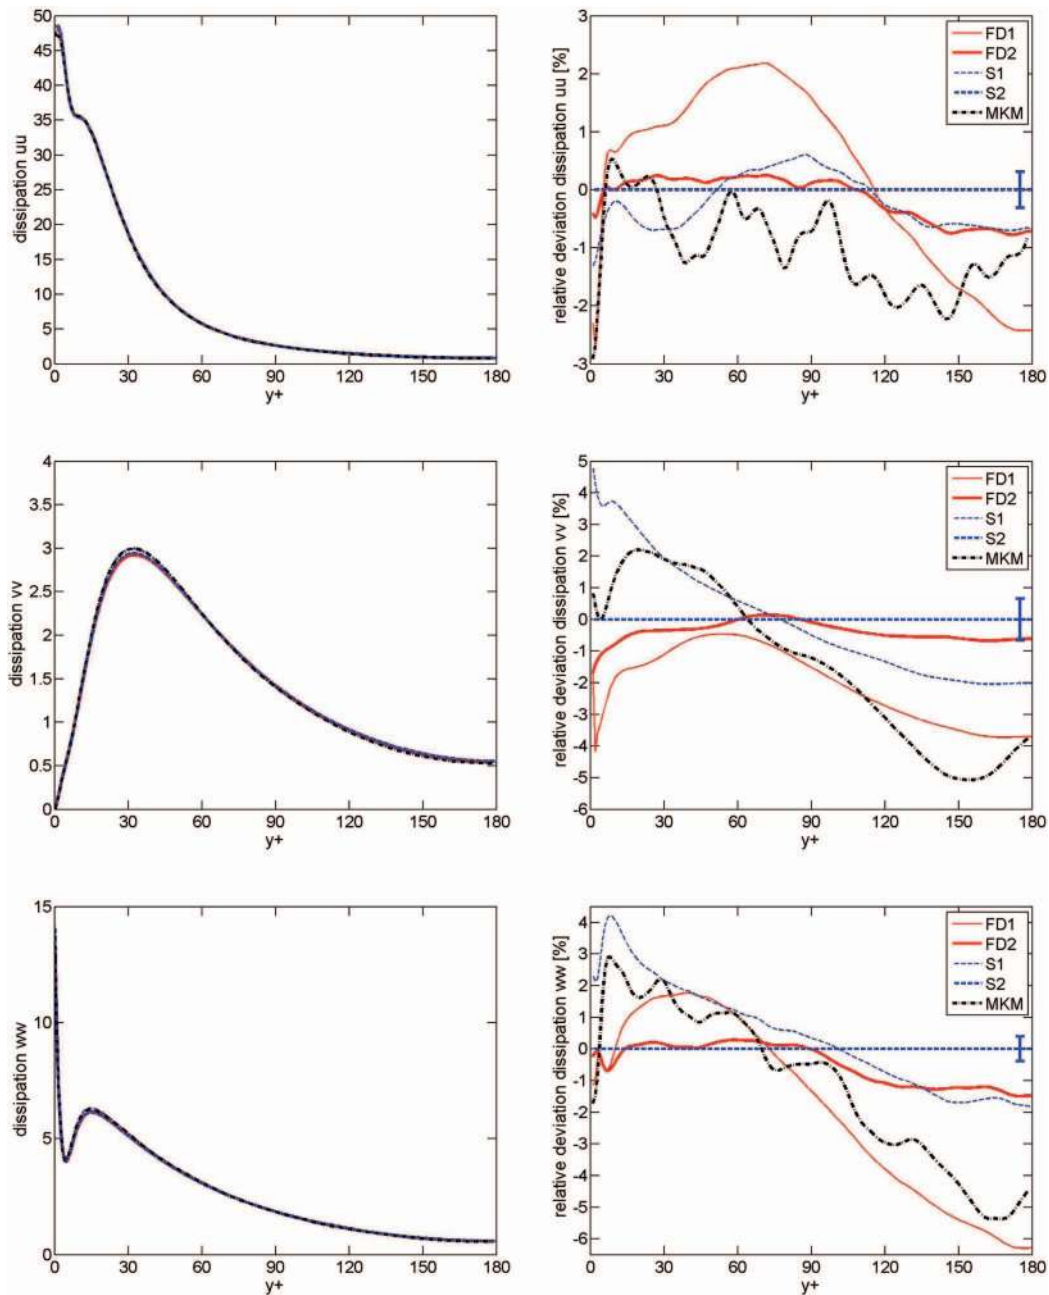 50
45
40
35
30
25
20
15
10
5
0
dissipation uu
0 30 60 90 120 150 180
y+
3
2
1
0
-1
-2
-3
relative deviation dissipation uu [%]
FD1
FD2
S1
S2
MKM
0 30 60 90 120 150 180
y+
4
3.5
3
2.5
2
1.5
1
0.5
0
dissipation vv
0 30 60 90 120 150 180
y+
5
4
3
2
1
0
-1
-2
-3
-4
-5
-6
relative deviation dissipation vv [%]
FD1
FD2
S1
S2
MKM
0 30 60 90 120 150 180
y+
15
10
5
0
dissipation ww
0 30 60 90 120 150 180
y+
4
3
2
1
0
-1
-2
-3
-4
-5
-6
relative deviation dissipation ww [%]
FD1
FD2
S1
S2
MKM
0 30 60 90 120 150 180
y+